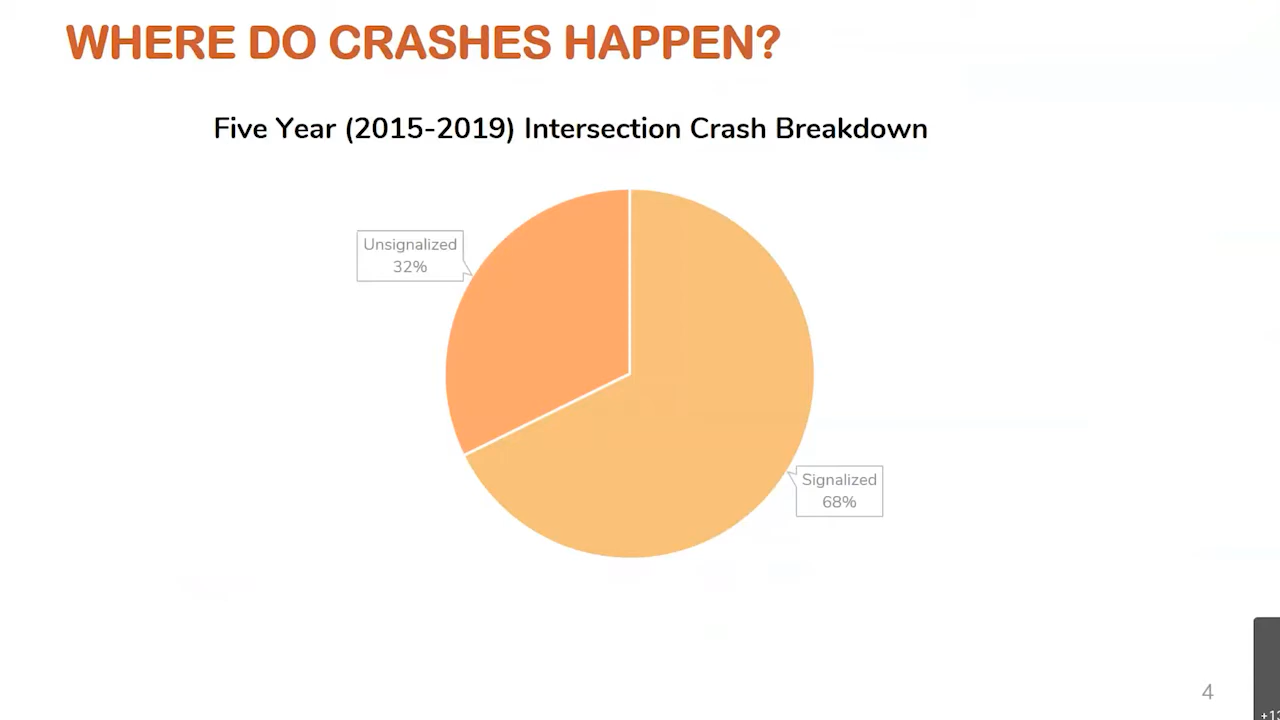 WHERE DO CRASHES HAPPEN?
Five Year (2015-2019) Intersection Crash Breakdown
Unsignalized
32%
Signalized
68%
4